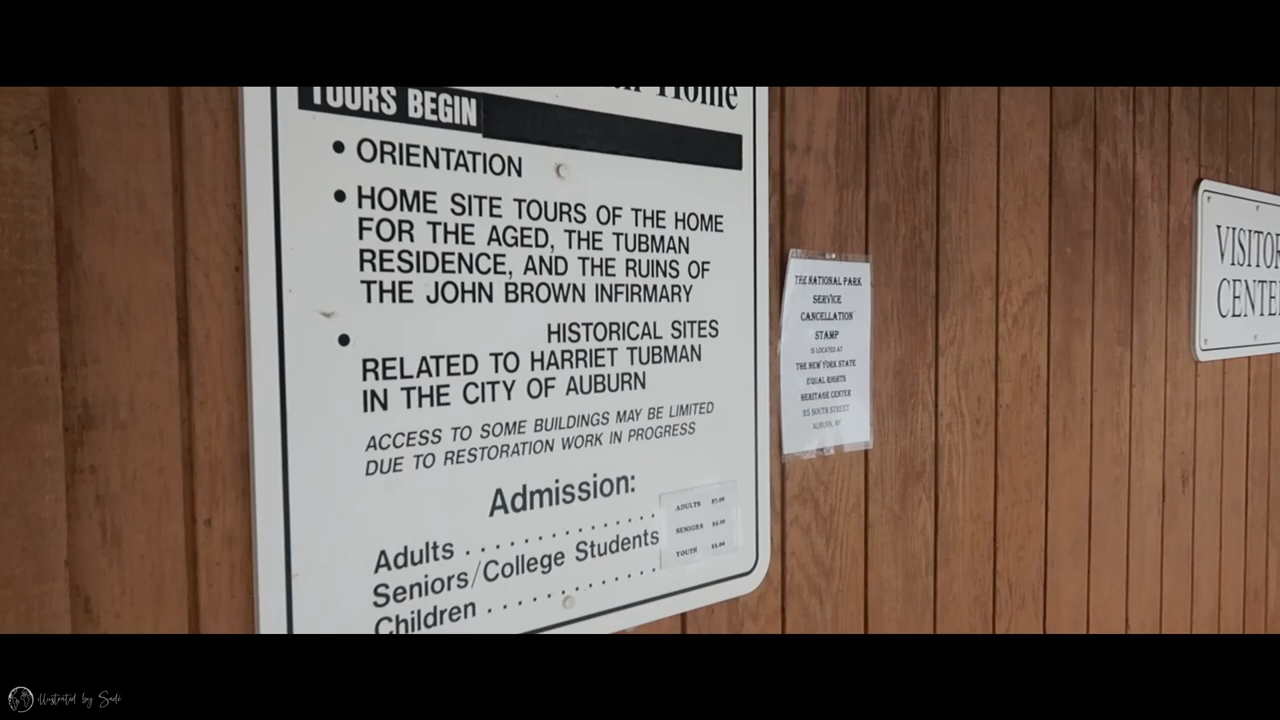 Home
TOURS BEGIN
• ORIENTATION
• HOME SITE TOURS OF THE HOME
FOR THE AGED, THE TUBMAN
RESIDENCE, AND THE RUINS OF
THE JOHN BROWN INFIRMARY
• HISTORICAL SITES
RELATED TO HARRIET TUBMAN
IN THE CITY OF AUBURN
ACCESS TO SOME BUILDINGS MAY BE LIMITED
DUE TO RESTORATION WORK IN PROGRESS
Admission:
Adults . . . . . . . . . . . . .
Seniors/College Students
Children . . . . . . . . . . . .
ADULTS
SENIORS
YOUTH
THE NATIONAL PARK
SERVICE
CANCELLATION
STAMP
IS LOCATED AT
THE NEW YORK STATE
EQUAL RIGHTS
HERITAGE CENTER
25 SOUTH STREET
AUBURN, NY
VISITOR
CENTER
illustrated by Sadé